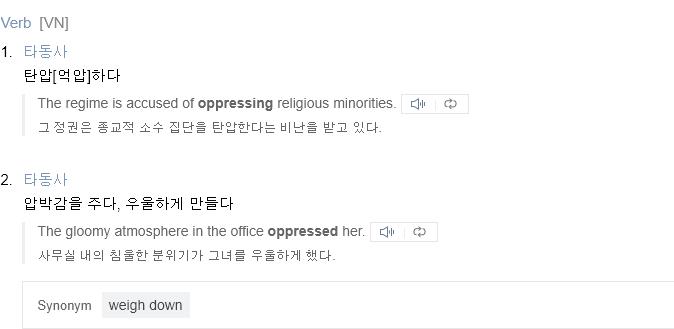 Verb [VN]
1. 타동사
탄압[억압]하다
The regime is accused of oppressing religious minorities.
그 정권은 종교적 소수 집단을 탄압한다는 비난을 받고 있다.
2. 타동사
압박감을 주다, 우울하게 만들다
The gloomy atmosphere in the office oppressed her.
사무실 내의 침울한 분위기가 그녀를 우울하게 했다.
Synonym weigh down